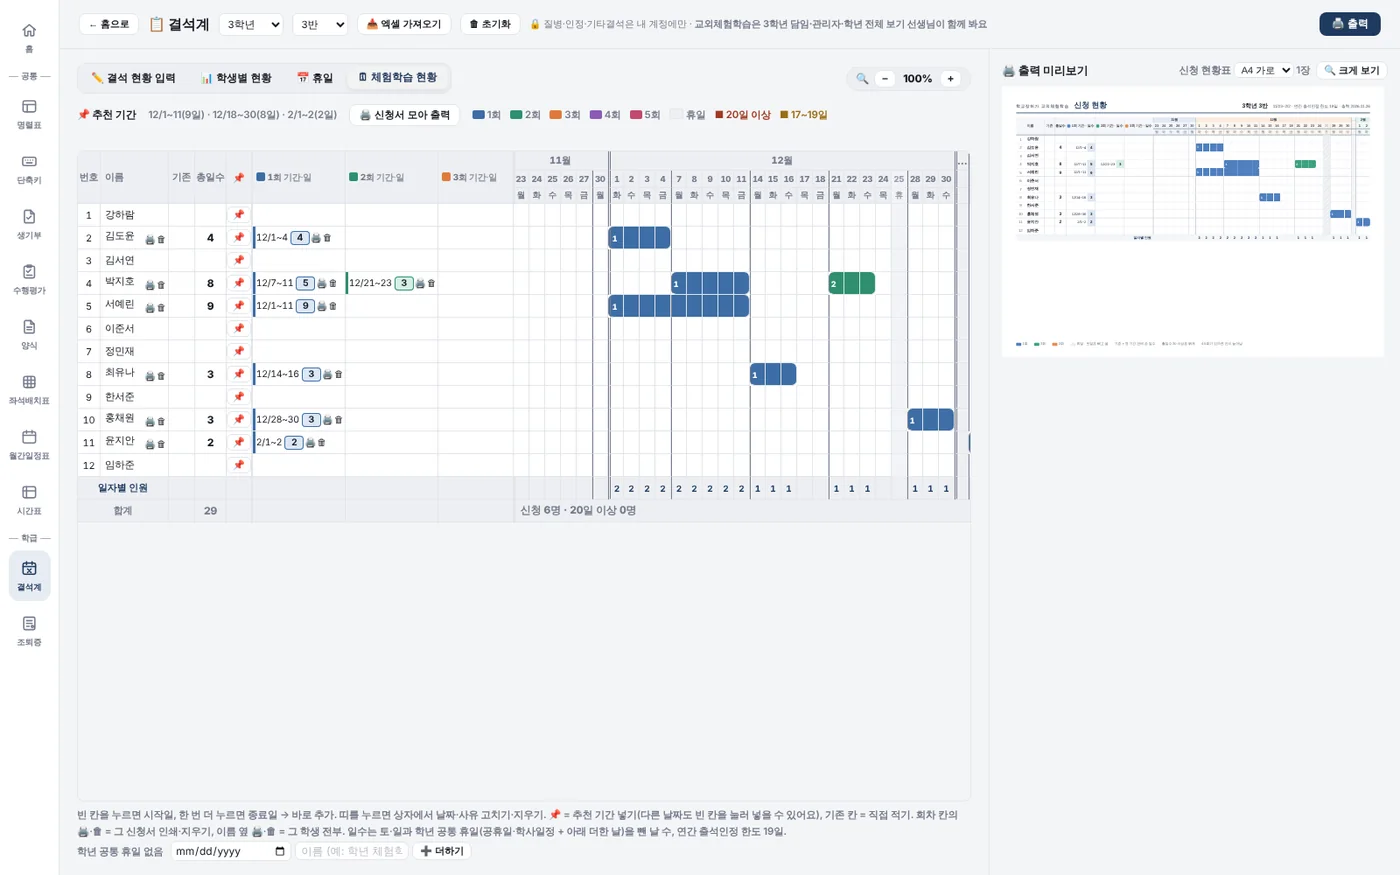 홈
공통
명렬표
단축키
생기부
수행평가
양식
좌석배치표
월간일정표
시간표
학급
결석계
조퇴증
← 홈으로 📋 결석계 3학년 3반 📥 엑셀 가져오기 🗑 초기화 🔒 질병·인정·기타결석은 내 계정에만 · 교외체험학습은 3학년 담임·관리자·학년 전체 보기 선생님이 함께 봐요 🖨️ 출력
✏️ 결석 현황 입력 📊 학생별 현황 📅 휴일 🗓 체험학습 현황 🔍 − 100% +
📌 추천 기간 12/1~11(9일) · 12/18~30(8일) · 2/1~2(2일) 🖨️ 신청서 모아 출력 1회 2회 3회 4회 5회 휴일 ■ 20일 이상 ■ 17~19일
11월 12월 …
번호 이름 기존 총일수 📌 1회 기간·일 2회 기간·일 3회 기간·일
23 24 25 26 27 30 1 2 3 4 7 8 9 10 11 14 15 16 17 18 21 22 23 24 25 28 29 30
월 화 수 목 금 월 화 수 목 금 월 화 수 목 금 월 화 수 목 금 월 화 수 목 휴 월 화 수
1 강하람 📌
2 김도윤 🖨️🗑 4 📌 12/1~4 4 🖨️🗑 1
3 김서연 📌
4 박지호 🖨️🗑 8 📌 12/7~11 5 🖨️🗑 12/21~23 3 🖨️🗑 1 2
5 서예린 🖨️🗑 9 📌 12/1~11 9 🖨️🗑 1
6 이준서 📌
7 정민재 📌
8 최유나 🖨️🗑 3 📌 12/14~16 3 🖨️🗑 1
9 한서준 📌
10 홍채원 🖨️🗑 3 📌 12/28~30 3 🖨️🗑 1
11 윤지안 🖨️🗑 2 📌 2/1~2 2 🖨️🗑
12 임하준 📌
일자별 인원 2 2 2 2 2 2 2 2 2 1 1 1 1 1 1 1 1 1
합계 29 신청 6명 · 20일 이상 0명
빈 칸을 누르면 시작일, 한 번 더 누르면 종료일 → 바로 추가. 띠를 누르면 상자에서 날짜·사유 고치기·지우기. 📌 = 추천 기간 넣기(다른 날짜도 빈 칸을 눌러 넣을 수 있어요), 기존 칸 = 직접 적기. 회차 칸의
🖨️·🗑 = 그 신청서 인쇄·지우기, 이름 옆 🖨️·🗑 = 그 학생 전부. 일수는 토·일과 학년 공통 휴일(공휴일·학사일정 + 아래 더한 날)을 뺀 날 수, 연간 출석인정 한도 19일.
학년 공통 휴일 없음 mm/dd/yyyy 이름 (예: 학년 체험학 ➕ 더하기
🖨️ 출력 미리보기 신청 현황표 A4 가로 1장 🔍 크게 보기
신청 현황 3학년 3반